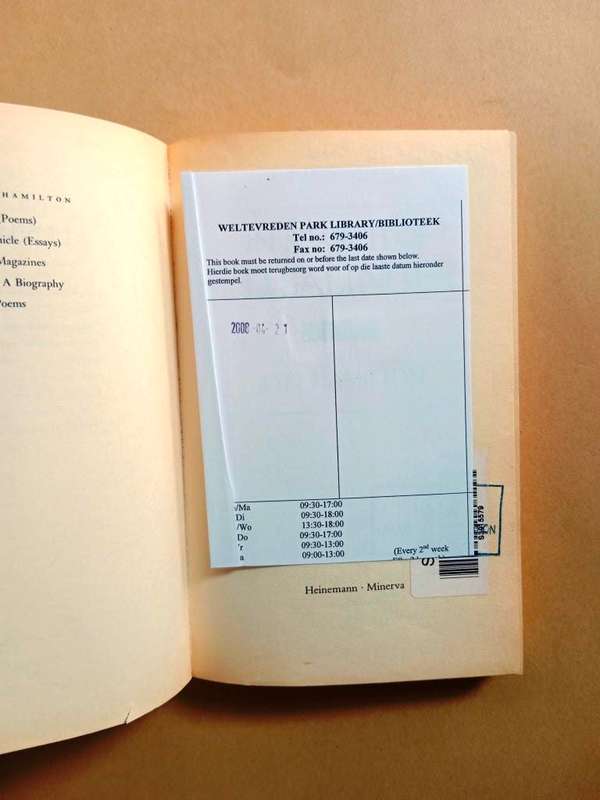 HAMILTON
Poems)
icle (Essays)
Magazines
A Biography
oems
WELTEVREDEN PARK LIBRARY/BIBLIOTEEK
Tel no.: 679-3406
Fax no: 679-3406
This book must be returned on or before the last date shown below.
Hierdie boek moet terugbesorg word voor of op die laaste datum hieronder
gestempel.
2008 -04- 21
/Ma 09:30-17:00
Di 09:30-18:00
/Wo 13:30-18:00
Do 09:30-17:00
'r 09:30-13:00
a 09:00-13:00 (Every 2nd week
ON
Heinemann · Minerva